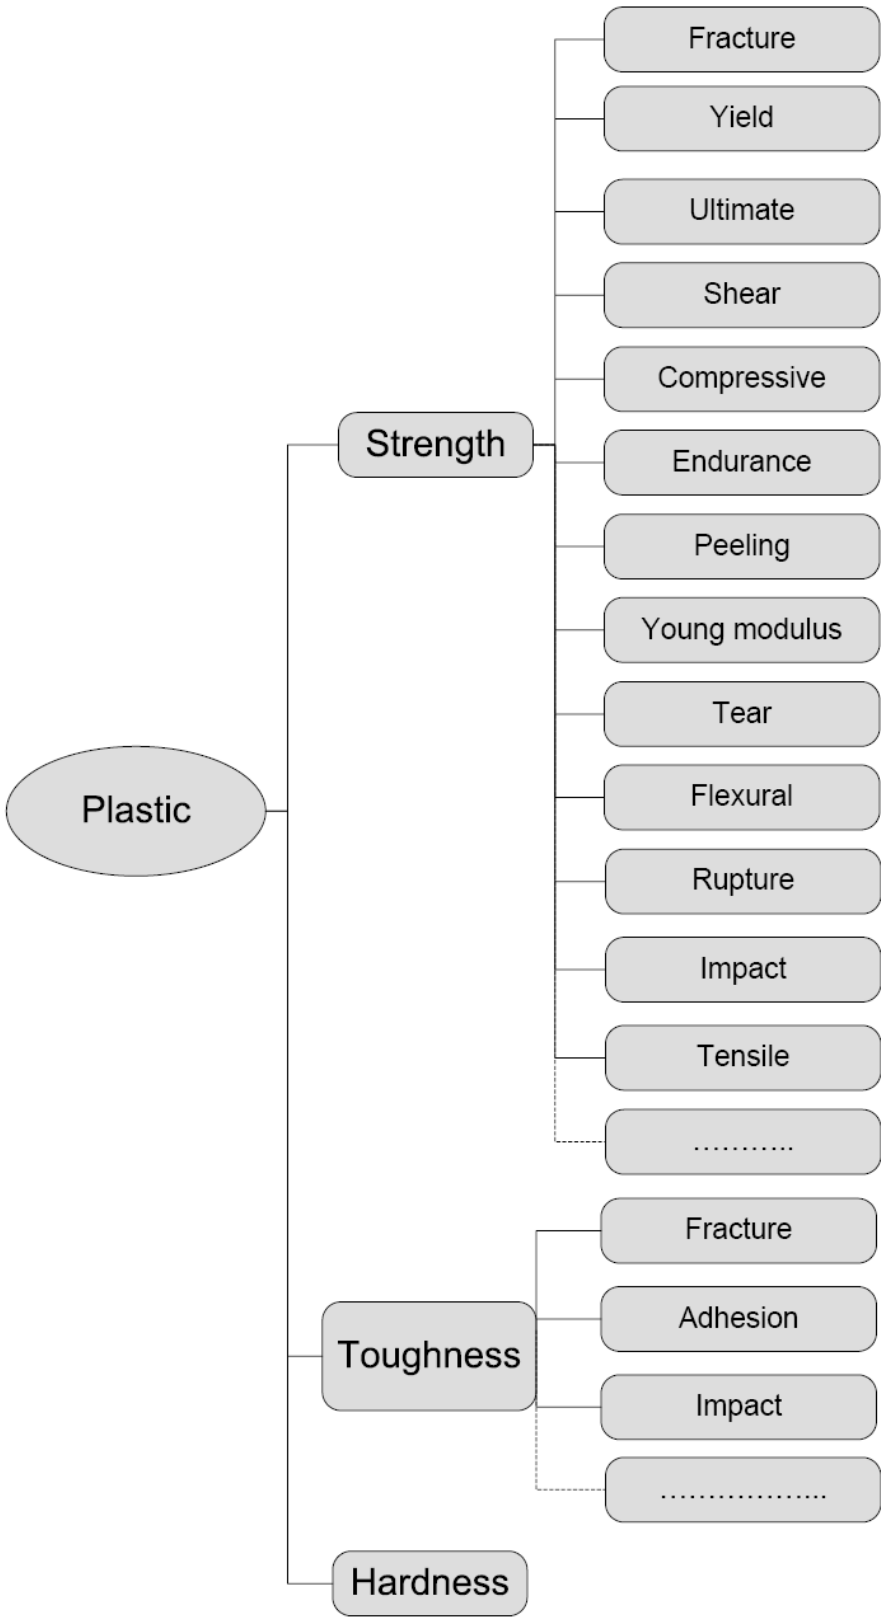 Fracture
Yield
Ultimate
Shear
Compressive
Strength
Endurance
Peeling
Young modulus
Tear
Plastic
Flexural
Rupture
Impact
Tensile
………..
Fracture
Adhesion
Toughness
Impact
……………...
Hardness